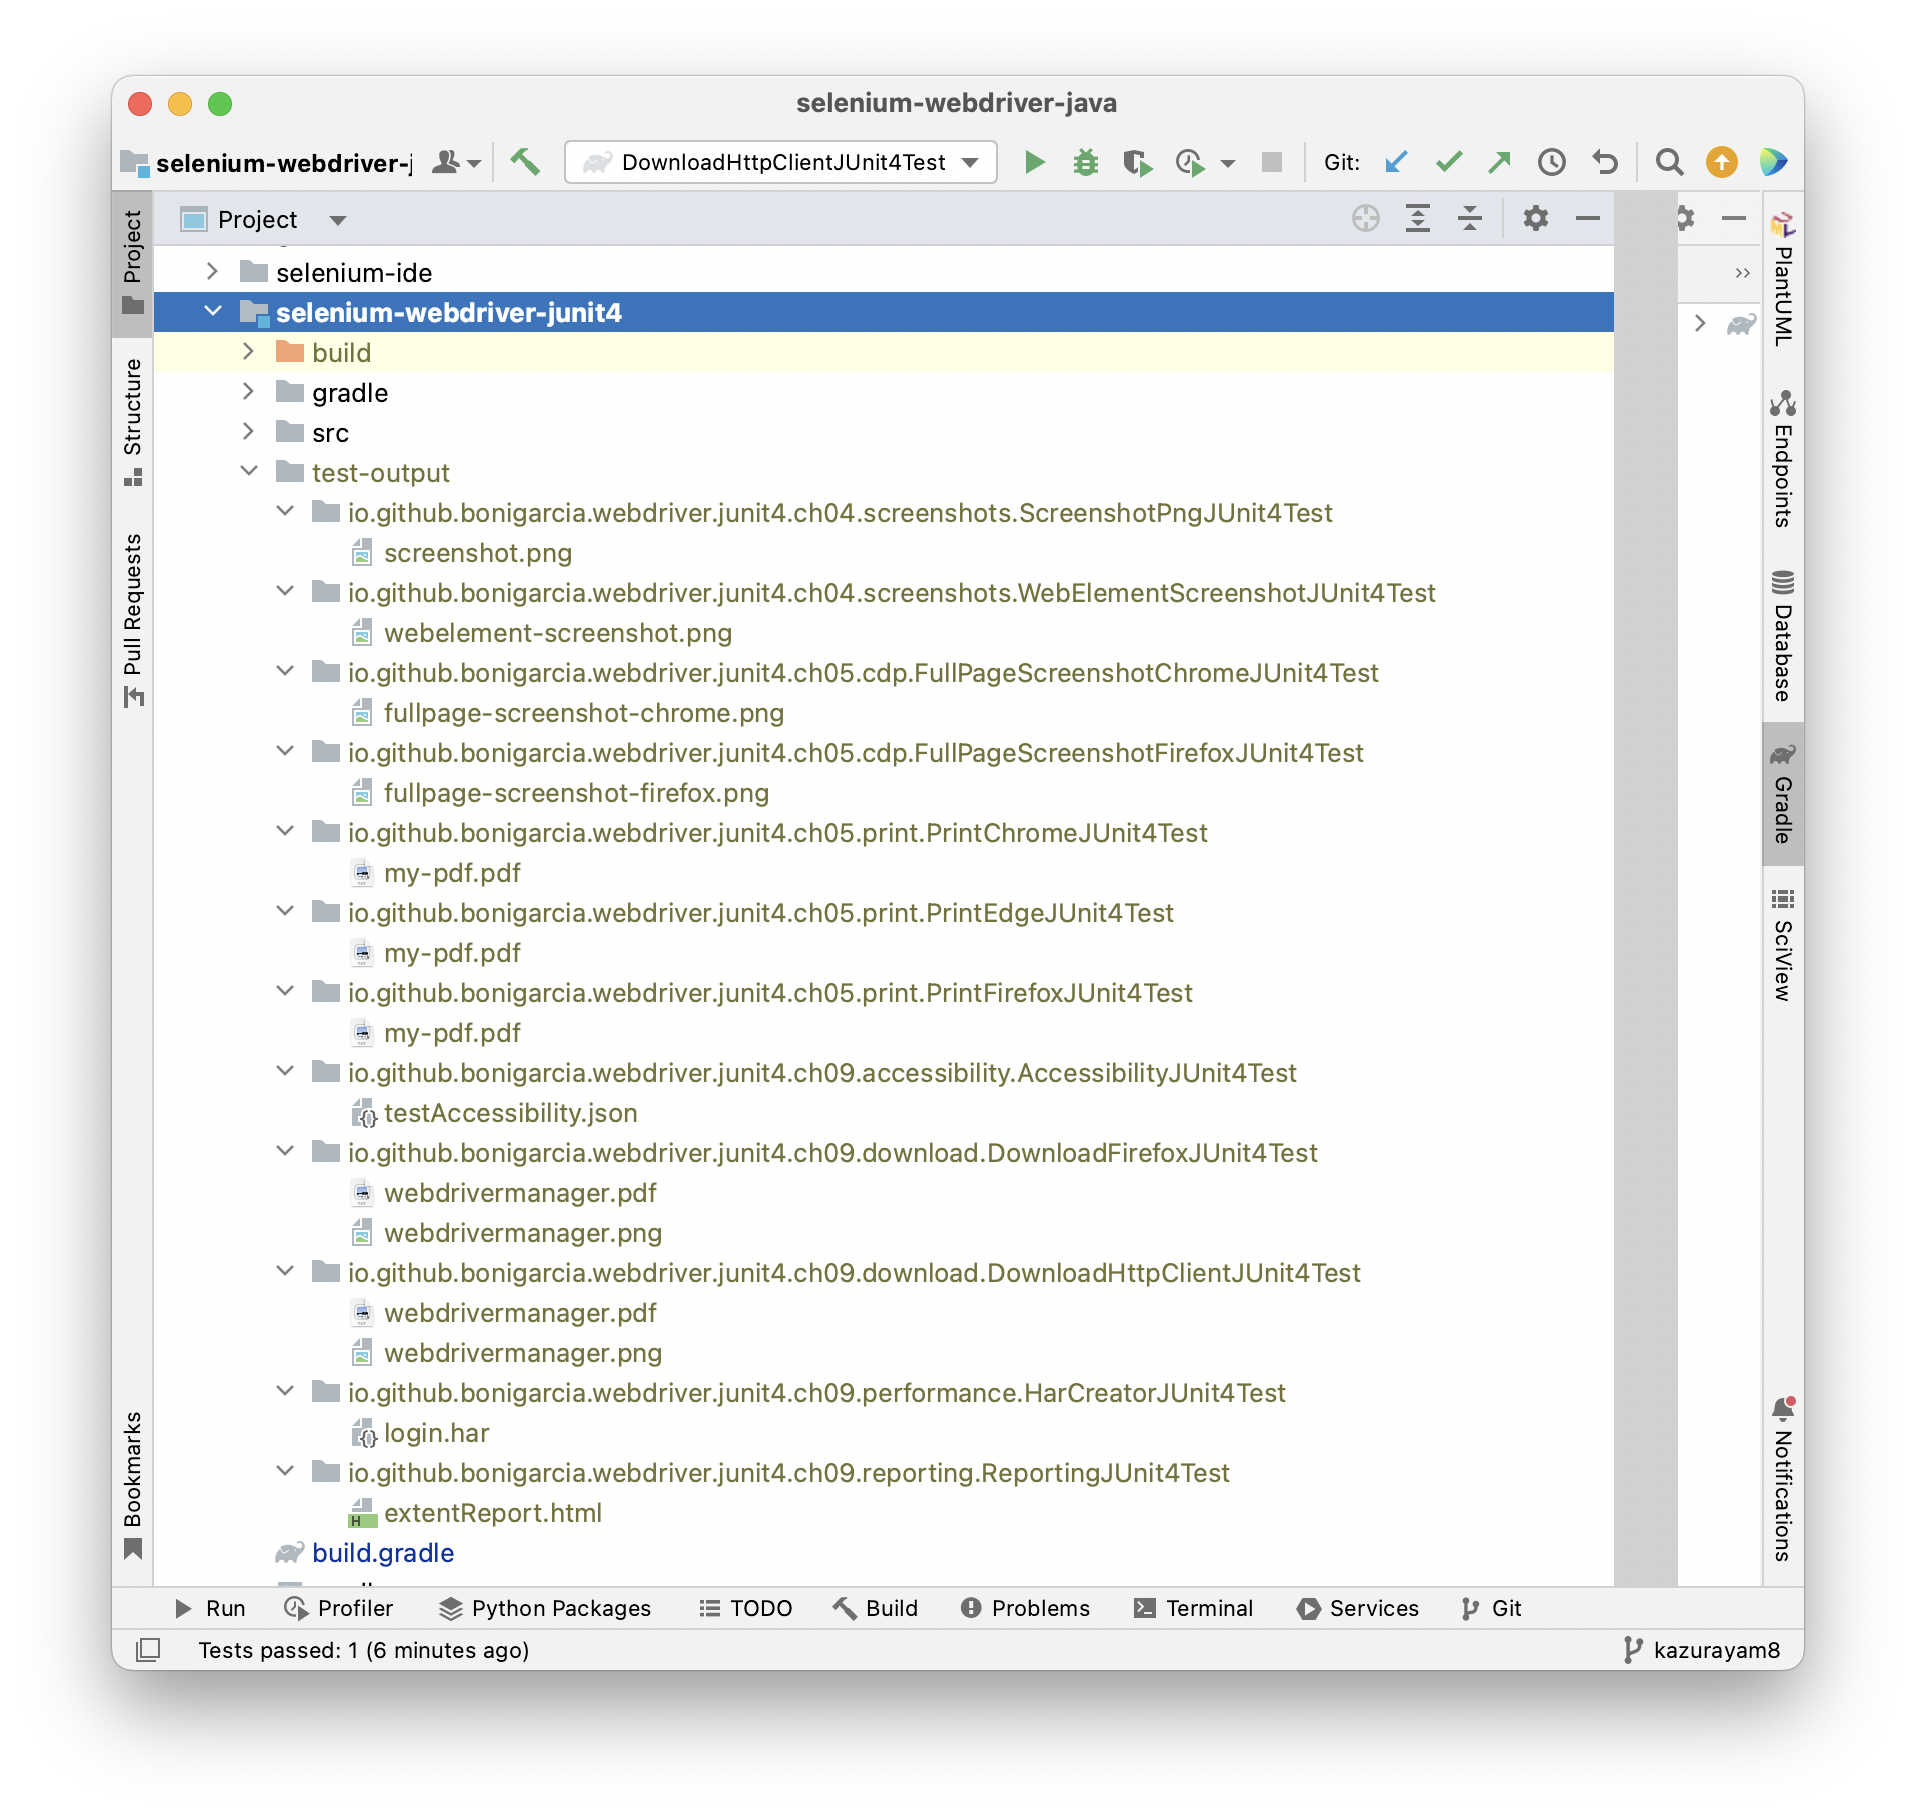 selenium-webdriver-java
selenium-webdriver-j
DownloadHttpClientJUnit4Test
Git:
Project
Project
Structure
Pull Requests
Bookmarks
selenium-ide
selenium-webdriver-junit4
build
gradle
src
test-output
io.github.bonigarcia.webdriver.junit4.ch04.screenshots.ScreenshotPngJUnit4Test
screenshot.png
io.github.bonigarcia.webdriver.junit4.ch04.screenshots.WebElementScreenshotJUnit4Test
webelement-screenshot.png
io.github.bonigarcia.webdriver.junit4.ch05.cdp.FullPageScreenshotChromeJUnit4Test
fullpage-screenshot-chrome.png
io.github.bonigarcia.webdriver.junit4.ch05.cdp.FullPageScreenshotFirefoxJUnit4Test
fullpage-screenshot-firefox.png
io.github.bonigarcia.webdriver.junit4.ch05.print.PrintChromeJUnit4Test
my-pdf.pdf
io.github.bonigarcia.webdriver.junit4.ch05.print.PrintEdgeJUnit4Test
my-pdf.pdf
io.github.bonigarcia.webdriver.junit4.ch05.print.PrintFirefoxJUnit4Test
my-pdf.pdf
io.github.bonigarcia.webdriver.junit4.ch09.accessibility.AccessibilityJUnit4Test
testAccessibility.json
io.github.bonigarcia.webdriver.junit4.ch09.download.DownloadFirefoxJUnit4Test
webdrivermanager.pdf
webdrivermanager.png
io.github.bonigarcia.webdriver.junit4.ch09.download.DownloadHttpClientJUnit4Test
webdrivermanager.pdf
webdrivermanager.png
io.github.bonigarcia.webdriver.junit4.ch09.performance.HarCreatorJUnit4Test
login.har
io.github.bonigarcia.webdriver.junit4.ch09.reporting.ReportingJUnit4Test
extentReport.html
build.gradle
PlantUML
Endpoints
Database
Gradle
SciView
Notifications
Run
Profiler
Python Packages
TODO
Build
Problems
Terminal
Services
Git
Tests passed: 1 (6 minutes ago)
kazurayam8